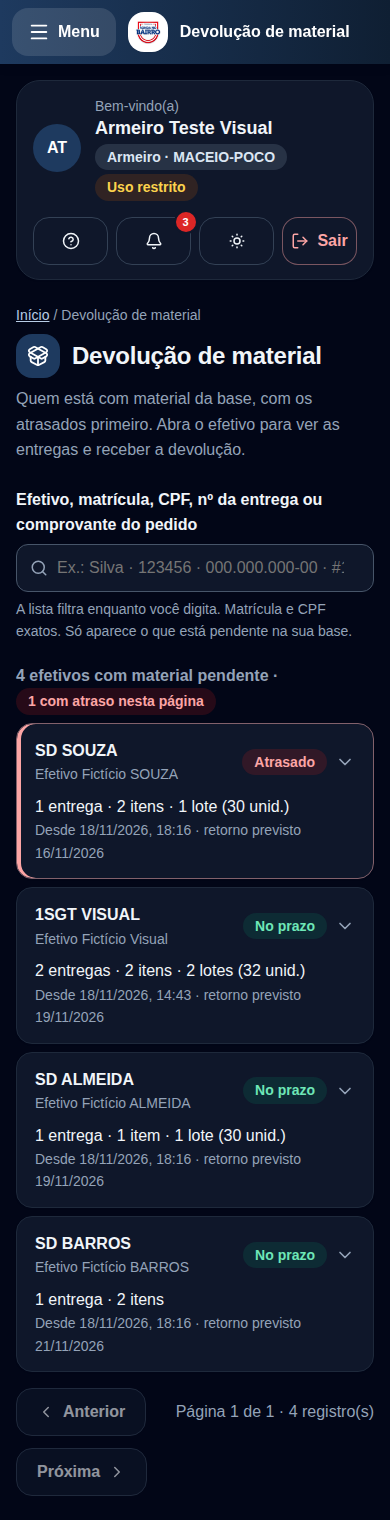 Menu
BAIRRO
Devolução de material
Bem-vindo(a)
AT
Armeiro Teste Visual
Armeiro · MACEIO-POCO
Uso restrito
3
Sair
Início / Devolução de material
Devolução de material
Quem está com material da base, com os
atrasados primeiro. Abra o efetivo para ver as
entregas e receber a devolução.
Efetivo, matrícula, CPF, nº da entrega ou
comprovante do pedido
Ex.: Silva · 123456 · 000.000.000-00 · #:
A lista filtra enquanto você digita. Matrícula e CPF
exatos. Só aparece o que está pendente na sua base.
4 efetivos com material pendente ·
1 com atraso nesta página
SD SOUZA
Atrasado
Efetivo Fictício SOUZA
1 entrega · 2 itens · 1 lote (30 unid.)
Desde 18/11/2026, 18:16 · retorno previsto
16/11/2026
1SGT VISUAL
No prazo
Efetivo Fictício Visual
2 entregas · 2 itens · 2 lotes (32 unid.)
Desde 18/11/2026, 14:43 · retorno previsto
19/11/2026
SD ALMEIDA
No prazo
Efetivo Fictício ALMEIDA
1 entrega · 1 item · 1 lote (30 unid.)
Desde 18/11/2026, 18:16 · retorno previsto
19/11/2026
SD BARROS
No prazo
Efetivo Fictício BARROS
1 entrega · 2 itens
Desde 18/11/2026, 18:16 · retorno previsto
21/11/2026
Anterior
Página 1 de 1 · 4 registro(s)
Próxima